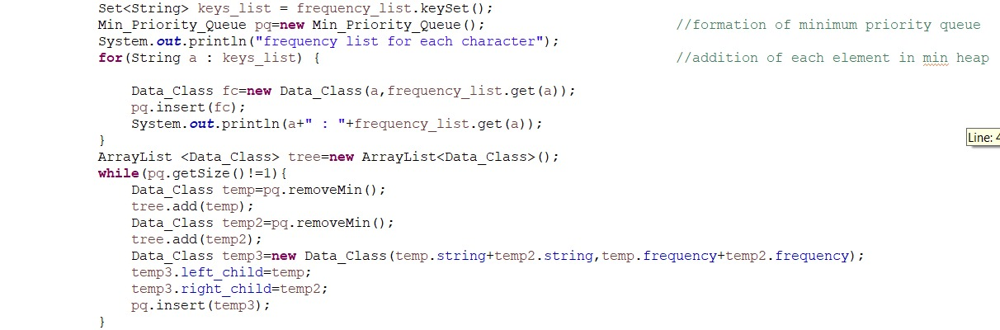 Set<String> keys_list = frequency_list.keySet();
Min_Priority_Queue pq=new Min_Priority_Queue(); //formation of minimum priority queue
System.out.println("frequency list for each character");
for(String a : keys_list) { //addition of each element in min heap
Data_Class fc=new Data_Class(a,frequency_list.get(a));
pq.insert(fc);
System.out.println(a+" : "+frequency_list.get(a));
}
Line: 4
ArrayList <Data_Class> tree=new ArrayList<Data_Class>();
while(pq.getSize()!=1){
Data_Class temp=pq.removeMin();
tree.add(temp);
Data_Class temp2=pq.removeMin();
tree.add(temp2);
Data_Class temp3=new Data_Class(temp.string+temp2.string,temp.frequency+temp2.frequency);
temp3.left_child=temp;
temp3.right_child=temp2;
pq.insert(temp3);
}